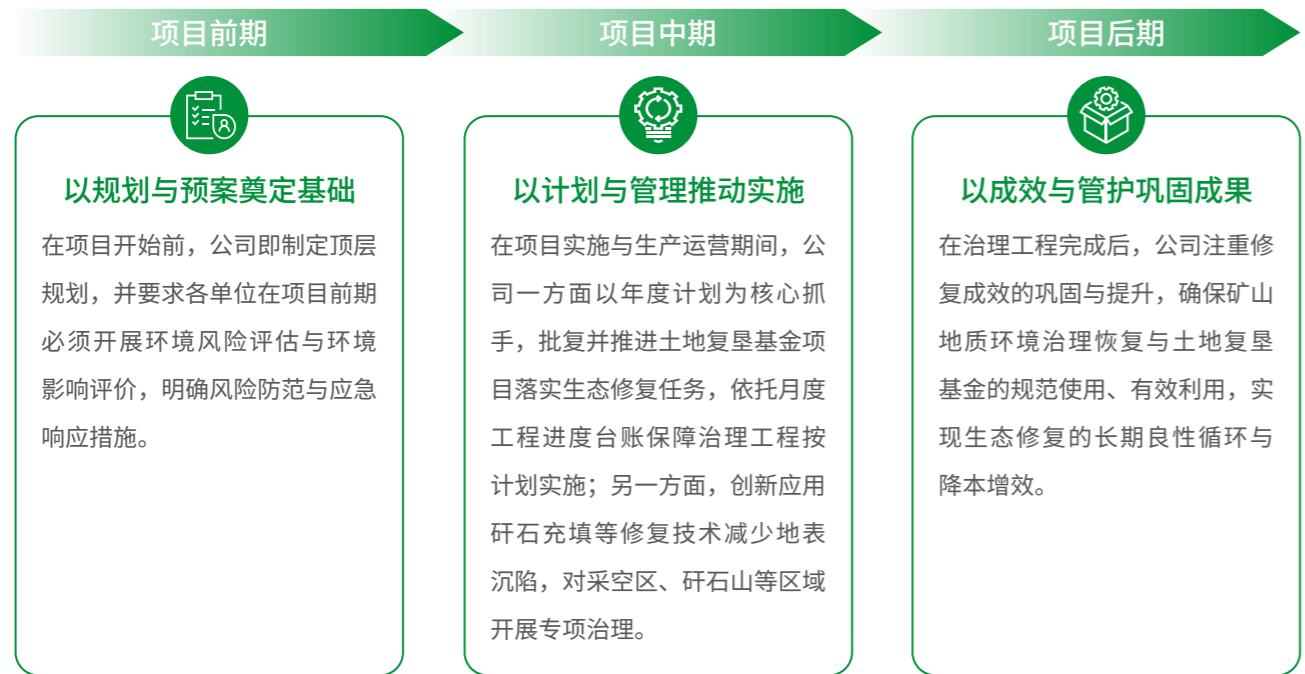 项目前期
项目中期
项目后期
以规划与预案奠定基础
在项目开始前，公司即制定顶层
规划，并要求各单位在项目前期
必须开展环境风险评估与环境
影响评价，明确风险防范与应急
响应措施。
以计划与管理推动实施
在项目实施与生产运营期间，公
司一方面以年度计划为核心抓
手，批复并推进土地复垦基金项
目落实生态修复任务，依托月度
工程进度台账保障治理工程按
计划实施；另一方面，创新应用
矸石充填等修复技术减少地表
沉陷，对采空区、矸石山等区域
开展专项治理。
以成效与管护巩固成果
在治理工程完成后，公司注重修
复成效的巩固与提升，确保矿山
地质环境治理恢复与土地复垦
基金的规范使用、有效利用，实
现生态修复的长期良性循环与
降本增效。